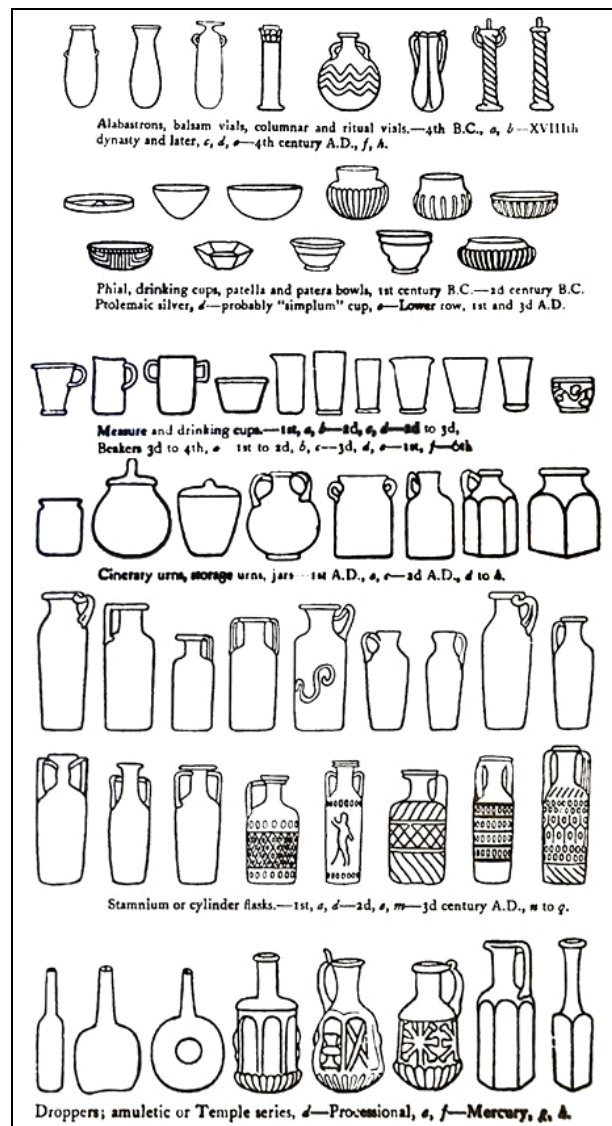 Alabastrons, balsam vials, columnar and ritual vials.—4th B.C., a, b—XVIIIth
dynasty and later, c, d, e—4th century A.D., f, h.
Phial, drinking cups, patella and patera bowls, 1st century B.C.—2d century B.C.
Ptolemaic silver, d—probably "simplum" cup, e—Lower row, 1st and 3d A.D.
Measure and drinking cups.—1st, a, b—2d, c, d—2d to 3d,
Beakers 3d to 4th, a 1st to 2d, b, c—3d, d, e—1st, f—6th
Cinerary urns, storage urns, jars—1st A.D., a, c—2d A.D., d to h.
Stamnium or cylinder flasks.—1st, a, d—2d, e, m—3d century A.D., n to q.
Droppers; amuletic or Temple series, d—Processional, e, f—Mercury, g, h.